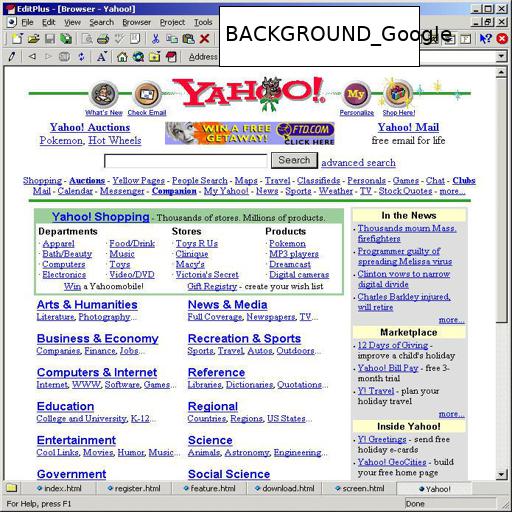 EditPlus - [Browser - Yahoo!]
BACKGROUND_Google
File Edit View Search Browser Project Tools
Address
What's New Check Email YAHOO! Personalize Shop Here!
My
Yahoo! Auctions
Pokemon, Hot Wheels
WIN A FREE GETAWAY! FTD.COM CLICK HERE
Yahoo! Mail
free email for life
Search advanced search
Shopping - Auctions - Yellow Pages - People Search - Maps - Travel - Classifieds - Personals - Games - Chat - Clubs
Mail - Calendar - Messenger - Companion - My Yahoo! - News - Sports - Weather - TV - Stock Quotes - more...
Yahoo! Shopping - Thousands of stores. Millions of products.
Departments Stores Products
· Apparel · Food/Drink · Toys R Us · Pokemon
· Bath/Beauty · Music · Clinique · MP3 players
· Computers · Toys · Macy's · Dreamcast
· Electronics · Video/DVD · Victoria's Secret · Digital cameras
Win a Yahoomobile! Gift Registry - create your wish list
Arts & Humanities
Literature, Photography...
News & Media
Full Coverage, Newspapers, TV...
Business & Economy
Companies, Finance, Jobs...
Recreation & Sports
Sports, Travel, Autos, Outdoors...
Computers & Internet
Internet, WWW, Software, Games...
Reference
Libraries, Dictionaries, Quotations...
Education
College and University, K-12...
Regional
Countries, Regions, US States...
Entertainment
Cool Links, Movies, Humor, Music...
Science
Animals, Astronomy, Engineering...
Government
Social Science
In the News
· Thousands mourn Mass. firefighters
· Programmer guilty of spreading Melissa virus
· Clinton vows to narrow digital divide
· Charles Barkley injured, will retire
more...
Marketplace
· 12 Days of Giving - improve a child's holiday
· Yahoo! Bill Pay - free 3-month trial
· Y! Travel - plan your holiday travel
more...
Inside Yahoo!
· Y! Greetings - send free holiday e-cards
· Yahoo! GeoCities - build your free home page
index.html register.html feature.html download.html screen.html Yahoo!
For Help, press F1 Done